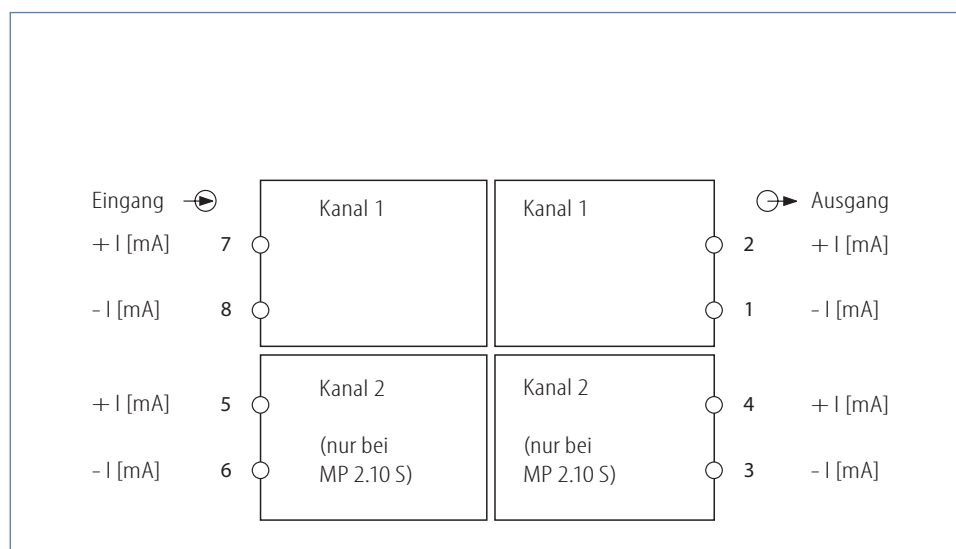 Eingang
Kanal 1
Kanal 1
Ausgang
+ I [mA] 7
2 + I [mA]
- I [mA] 8
1 - I [mA]
Kanal 2
Kanal 2
+ I [mA] 5
4 + I [mA]
(nur bei
MP 2.10 S)
(nur bei
MP 2.10 S)
- I [mA] 6
3 - I [mA]